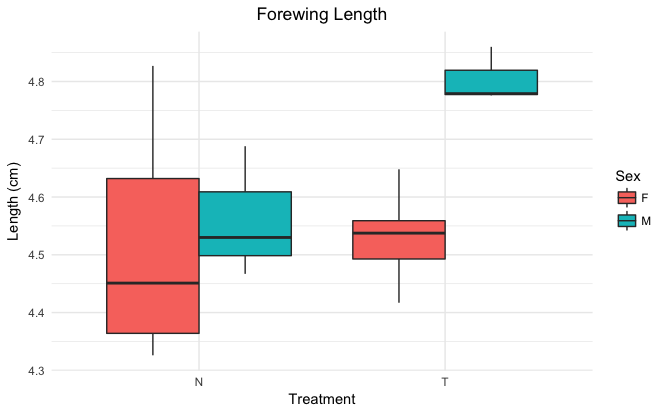 Forewing Length
Length (cm)
4.8
4.7
4.6
4.5
4.4
4.3
N
T
Treatment
Sex
F
M